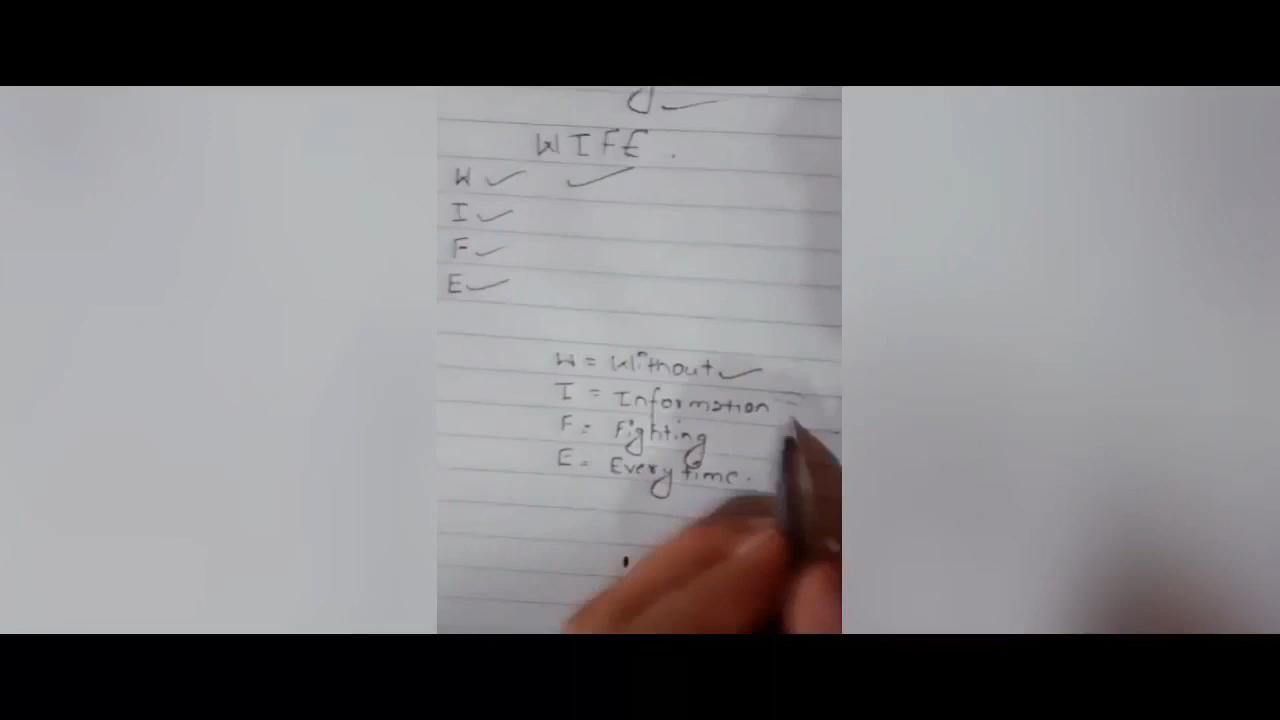 WIFE.
W
I
F
E
W = Without
I = Information
F = Fighting
E = Every time.